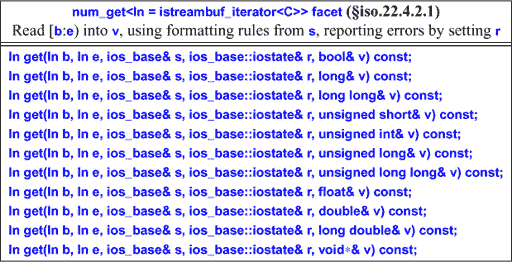 num_get<In = istreambuf_iterator<C>> facet (§iso.22.4.2.1)
Read [b:e) into v, using formatting rules from s, reporting errors by setting r
In get(In b, In e, ios_base& s, ios_base::iostate& r, bool& v) const;
In get(In b, In e, ios_base& s, ios_base::iostate& r, long& v) const;
In get(In b, In e, ios_base& s, ios_base::iostate& r, long long& v) const;
In get(In b, In e, ios_base& s, ios_base::iostate& r, unsigned short& v) const;
In get(In b, In e, ios_base& s, ios_base::iostate& r, unsigned int& v) const;
In get(In b, In e, ios_base& s, ios_base::iostate& r, unsigned long& v) const;
In get(In b, In e, ios_base& s, ios_base::iostate& r, unsigned long long& v) const;
In get(In b, In e, ios_base& s, ios_base::iostate& r, float& v) const;
In get(In b, In e, ios_base& s, ios_base::iostate& r, double& v) const;
In get(In b, In e, ios_base& s, ios_base::iostate& r, long double& v) const;
In get(In b, In e, ios_base& s, ios_base::iostate& r, void*& v) const;